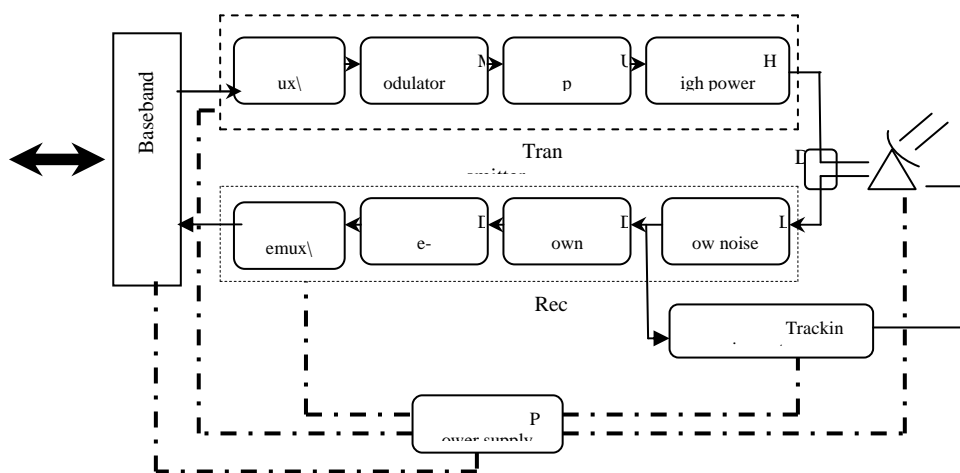 Baseband
ux\
M
odulator
U
p
H
igh power
Tran
D
emux\
D
e-
D
own
L
ow noise
Rec
Trackin
P
ower supply